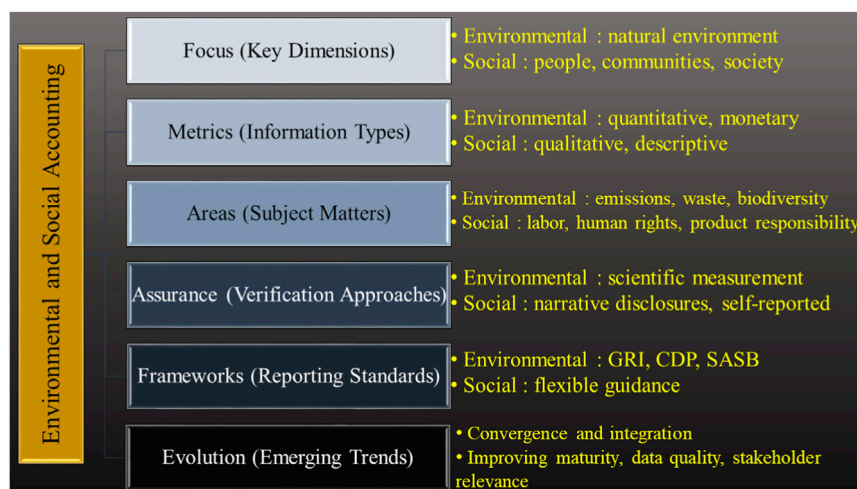 Environmental and Social Accounting
Focus (Key Dimensions)
• Environmental : natural environment
• Social : people, communities, society
Metrics (Information Types)
• Environmental : quantitative, monetary
• Social : qualitative, descriptive
Areas (Subject Matters)
• Environmental : emissions, waste, biodiversity
• Social : labor, human rights, product responsibility
Assurance (Verification Approaches)
• Environmental : scientific measurement
• Social : narrative disclosures, self-reported
Frameworks (Reporting Standards)
• Environmental : GRI, CDP, SASB
• Social : flexible guidance
Evolution (Emerging Trends)
• Convergence and integration
• Improving maturity, data quality, stakeholder
relevance